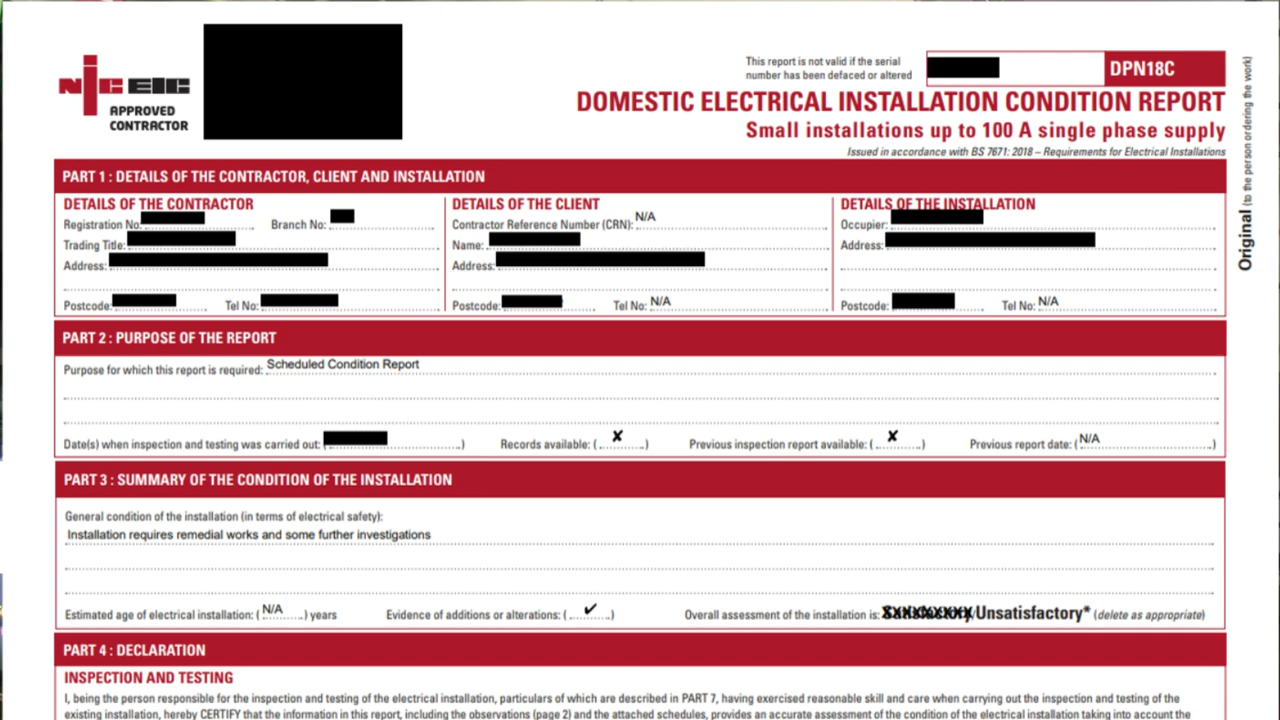 NICEIC
APPROVED
CONTRACTOR
This report is not valid if the serial
number has been defaced or altered
DPN18C
DOMESTIC ELECTRICAL INSTALLATION CONDITION REPORT
Small installations up to 100 A single phase supply
Issued in accordance with BS 7671: 2018 – Requirements for Electrical Installations
Original (to the person ordering the work)
PART 1 : DETAILS OF THE CONTRACTOR, CLIENT AND INSTALLATION
DETAILS OF THE CONTRACTOR
Registration No:
Branch No:
Trading Title:
Address:
Postcode:
Tel No:
DETAILS OF THE CLIENT
Contractor Reference Number (CRN): N/A
Name:
Address:
Postcode:
Tel No: N/A
DETAILS OF THE INSTALLATION
Occupier:
Address:
Postcode:
Tel No: N/A
PART 2 : PURPOSE OF THE REPORT
Purpose for which this report is required: Scheduled Condition Report
Date(s) when inspection and testing was carried out: ( ) Records available: ( ✘ ) Previous inspection report available: ( ✘ ) Previous report date: ( N/A )
PART 3 : SUMMARY OF THE CONDITION OF THE INSTALLATION
General condition of the installation (in terms of electrical safety):
Installation requires remedial works and some further investigations
Estimated age of electrical installation: ( N/A ) years Evidence of additions or alterations: ( ✔ ) Overall assessment of the installation is: Unsatisfactory* (delete as appropriate)
PART 4 : DECLARATION
INSPECTION AND TESTING
I, being the person responsible for the inspection and testing of the electrical installation, particulars of which are described in PART 7, having exercised reasonable skill and care when carrying out the inspection and testing of the
existing installation, hereby CERTIFY that the information in this report, including the observations (page 2) and the attached schedules, provides an accurate assessment of the condition of the electrical installation taking into account the